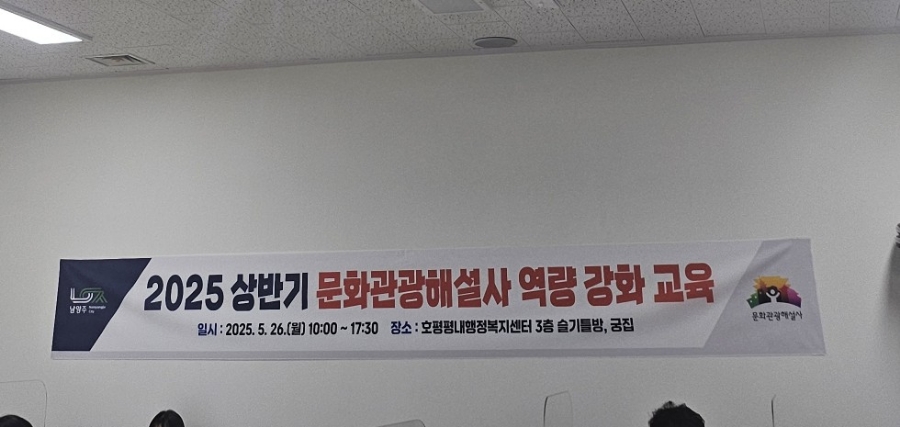 2025 상반기 문화관광해설사 역량 강화 교육
일시 : 2025. 5. 26.(월) 10:00 ~ 17:30 장소 : 호평평내행정복지센터 3층 슬기틀방, 궁집
남양주
문화관광해설사